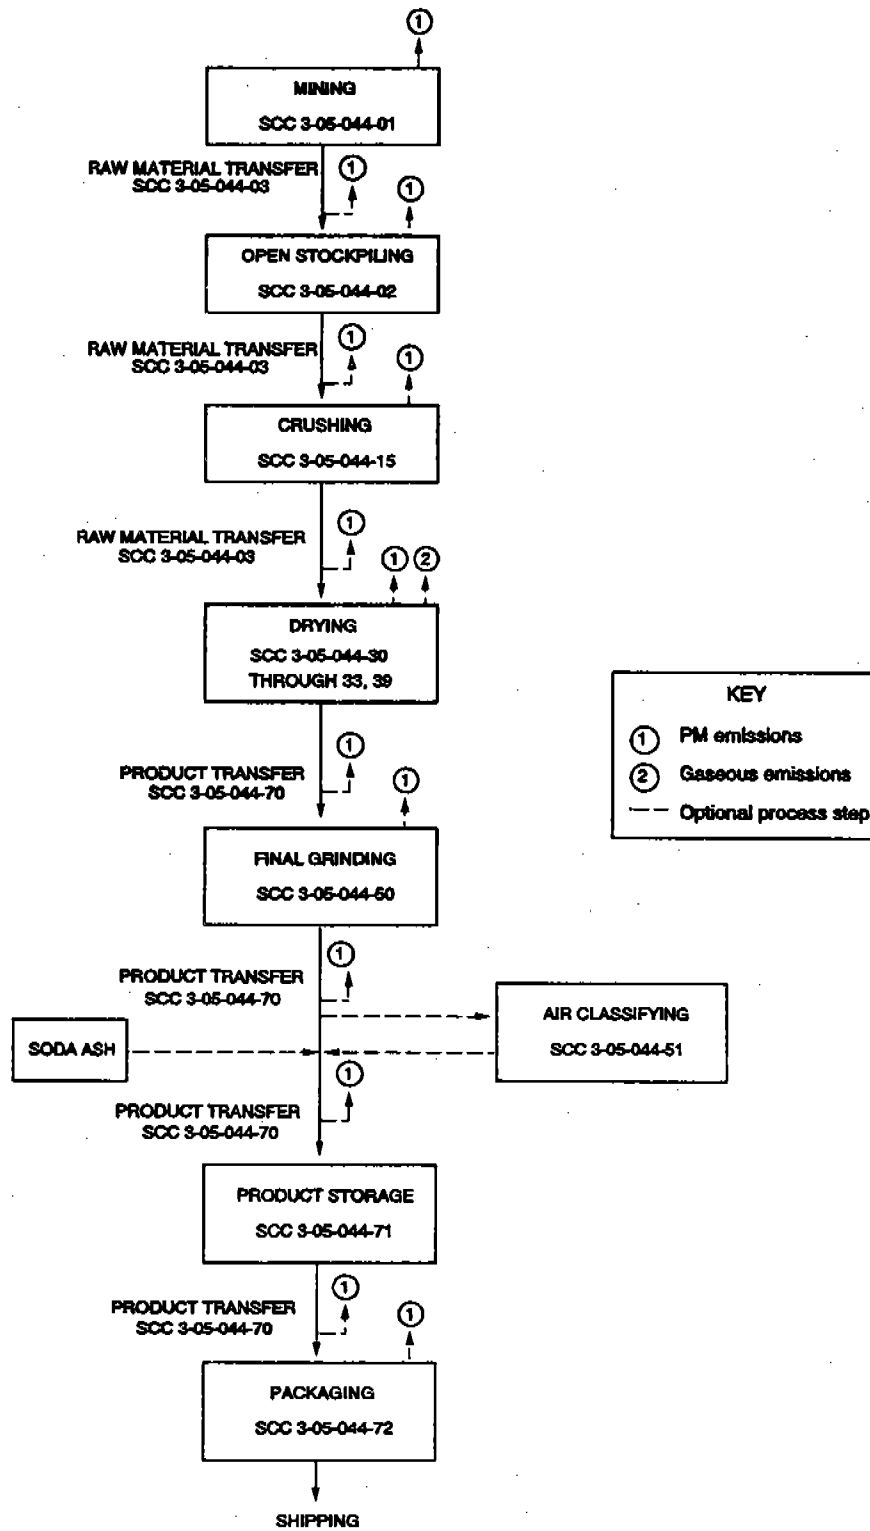 1
MINING
SCC 3-05-044-01
RAW MATERIAL TRANSFER
SCC 3-05-044-03
1
1
OPEN STOCKPILING
SCC 3-05-044-02
RAW MATERIAL TRANSFER
SCC 3-05-044-03
1
1
CRUSHING
SCC 3-05-044-15
RAW MATERIAL TRANSFER
SCC 3-05-044-03
1
1 2
DRYING
SCC 3-05-044-30
THROUGH 33, 39
KEY
1 PM emissions
2 Gaseous emissions
Optional process step
PRODUCT TRANSFER
SCC 3-05-044-70
1
1
FINAL GRINDING
SCC 3-05-044-50
PRODUCT TRANSFER
SCC 3-05-044-70
1
AIR CLASSIFYING
SCC 3-05-044-51
SODA ASH
1
PRODUCT TRANSFER
SCC 3-05-044-70
PRODUCT STORAGE
SCC 3-05-044-71
PRODUCT TRANSFER
SCC 3-05-044-70
1
1
PACKAGING
SCC 3-05-044-72
SHIPPING